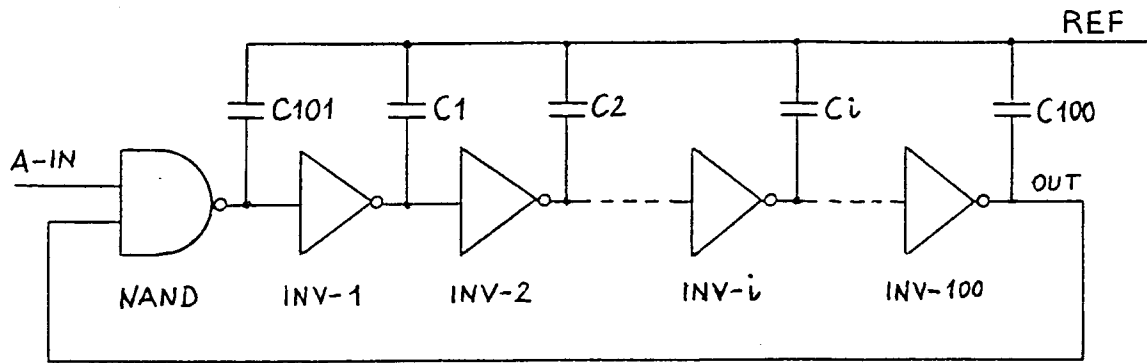 REF
C101
C1
C2
Ci
C100
A-IN
OUT
NAND
INV-1
INV-2
INV-i
INV-100